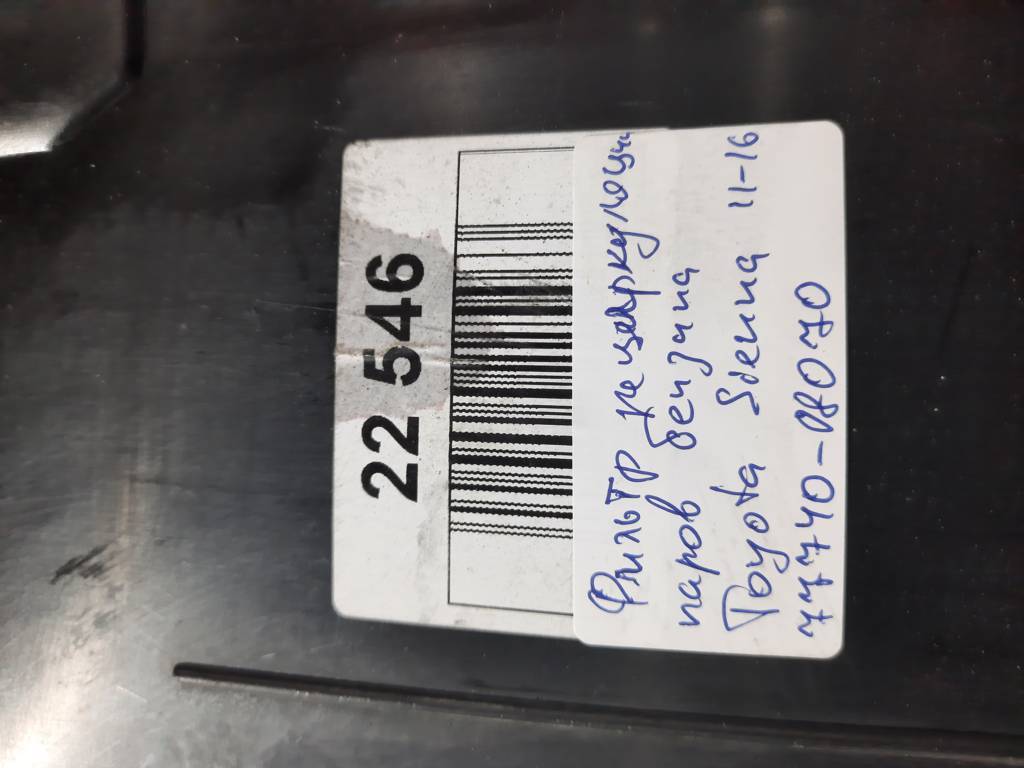 22 546
Фильтр рециркуляции
паров бензина
Toyota Sienna 11-16
77740-08070